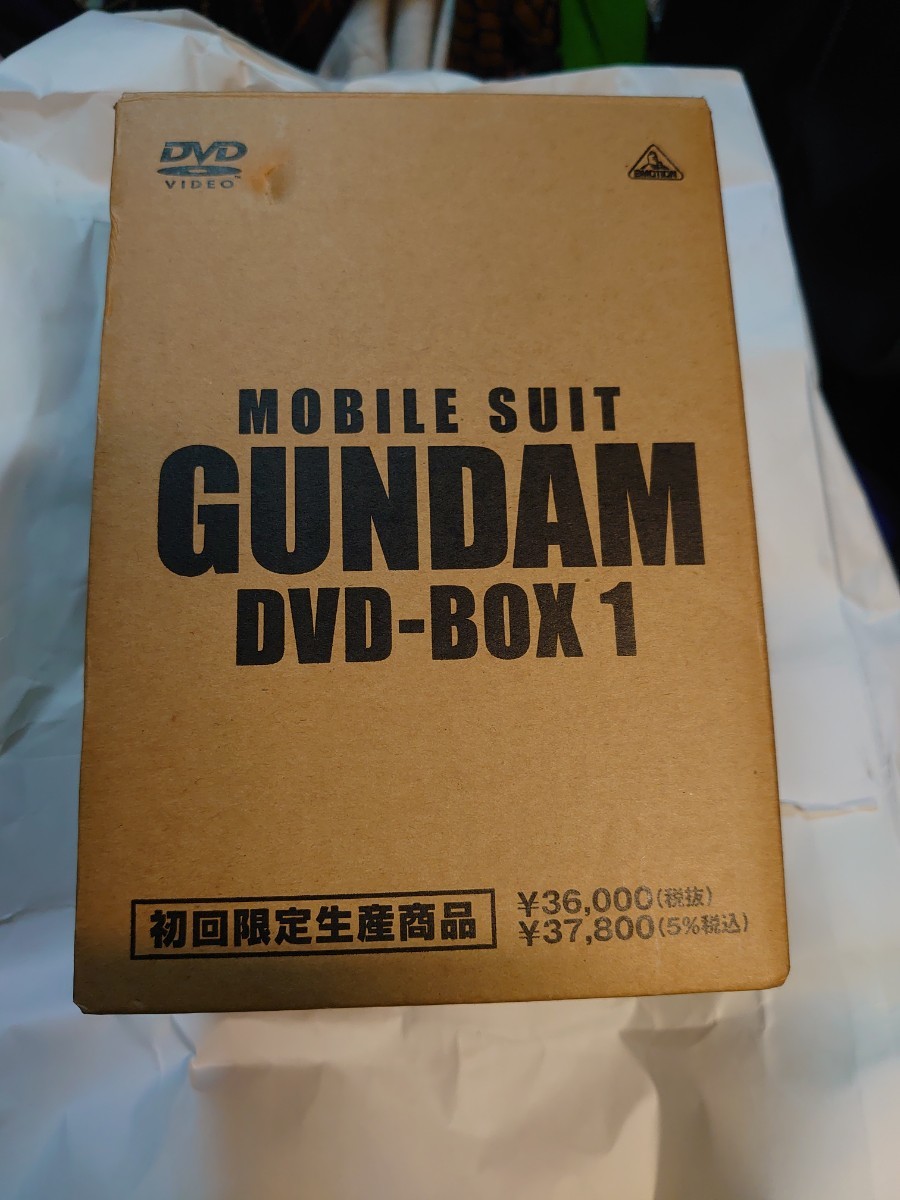 DVD
VIDEO™
EMOTION
MOBILE SUIT
GUNDAM
DVD-BOX 1
初回限定生産商品
¥36,000(税抜)
¥37,800(5%税込)